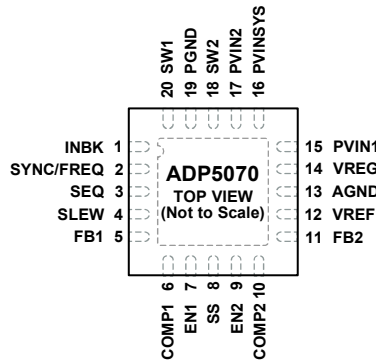 20 SW1
19 PGND
18 SW2
17 PVIN2
16 PVINSYS
INBK 1
SYNC/FREQ 2
SEQ 3
SLEW 4
FB1 5
ADP5070
TOP VIEW
(Not to Scale)
15 PVIN1
14 VREG
13 AGND
12 VREF
11 FB2
COMP1 6
EN1 7
SS 8
EN2 9
COMP2 10